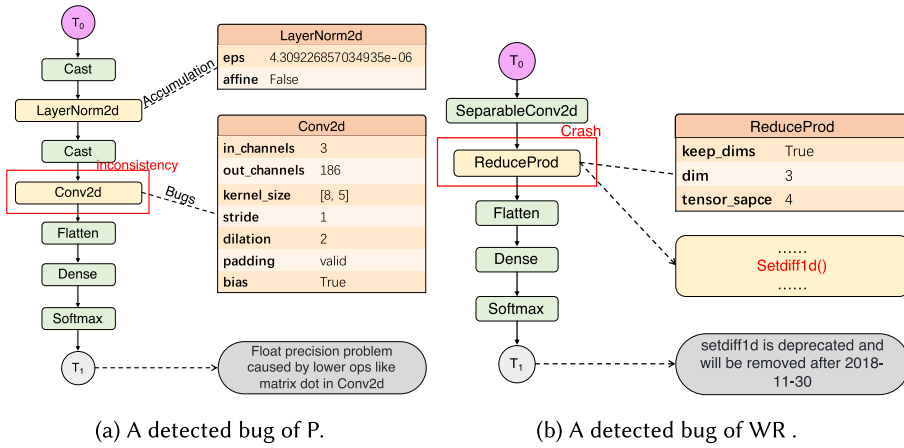 T0
Cast
LayerNorm2d
Cast
inconsistency
Conv2d
Flatten
Dense
Softmax
T1
Accumulation
Bugs
LayerNorm2d
eps 4.309226857034935e-06
affine False
Conv2d
in_channels 3
out_channels 186
kernel_size [8, 5]
stride 1
dilation 2
padding valid
bias True
Float precision problem
caused by lower ops like
matrix dot in Conv2d
(a) A detected bug of P.
T0
SeparableConv2d
Crash
ReduceProd
Flatten
Dense
Softmax
T1
ReduceProd
keep_dims True
dim 3
tensor_sapce 4
......
Setdiff1d()
......
setdiff1d is deprecated and
will be removed after 2018-
11-30
(b) A detected bug of WR .